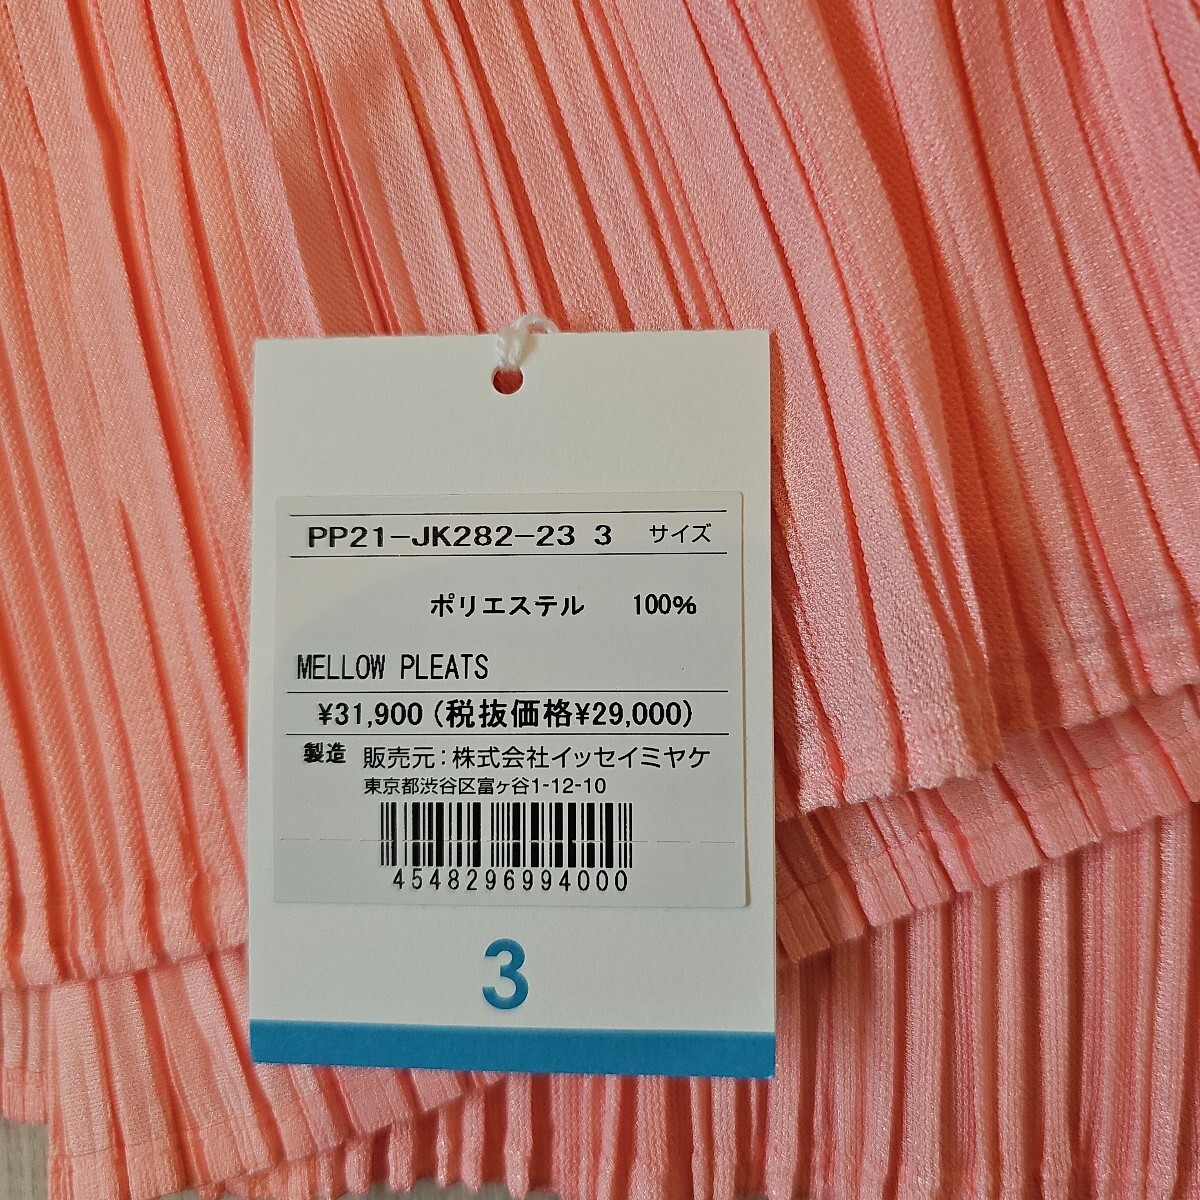 PP21-JK282-23 3 サイズ
ポリエステル 100%
MELLOW PLEATS
¥31,900(税抜価格¥29,000)
製造 販売元:株式会社イッセイミヤケ
東京都渋谷区富ヶ谷1-12-10
4548296994000
3